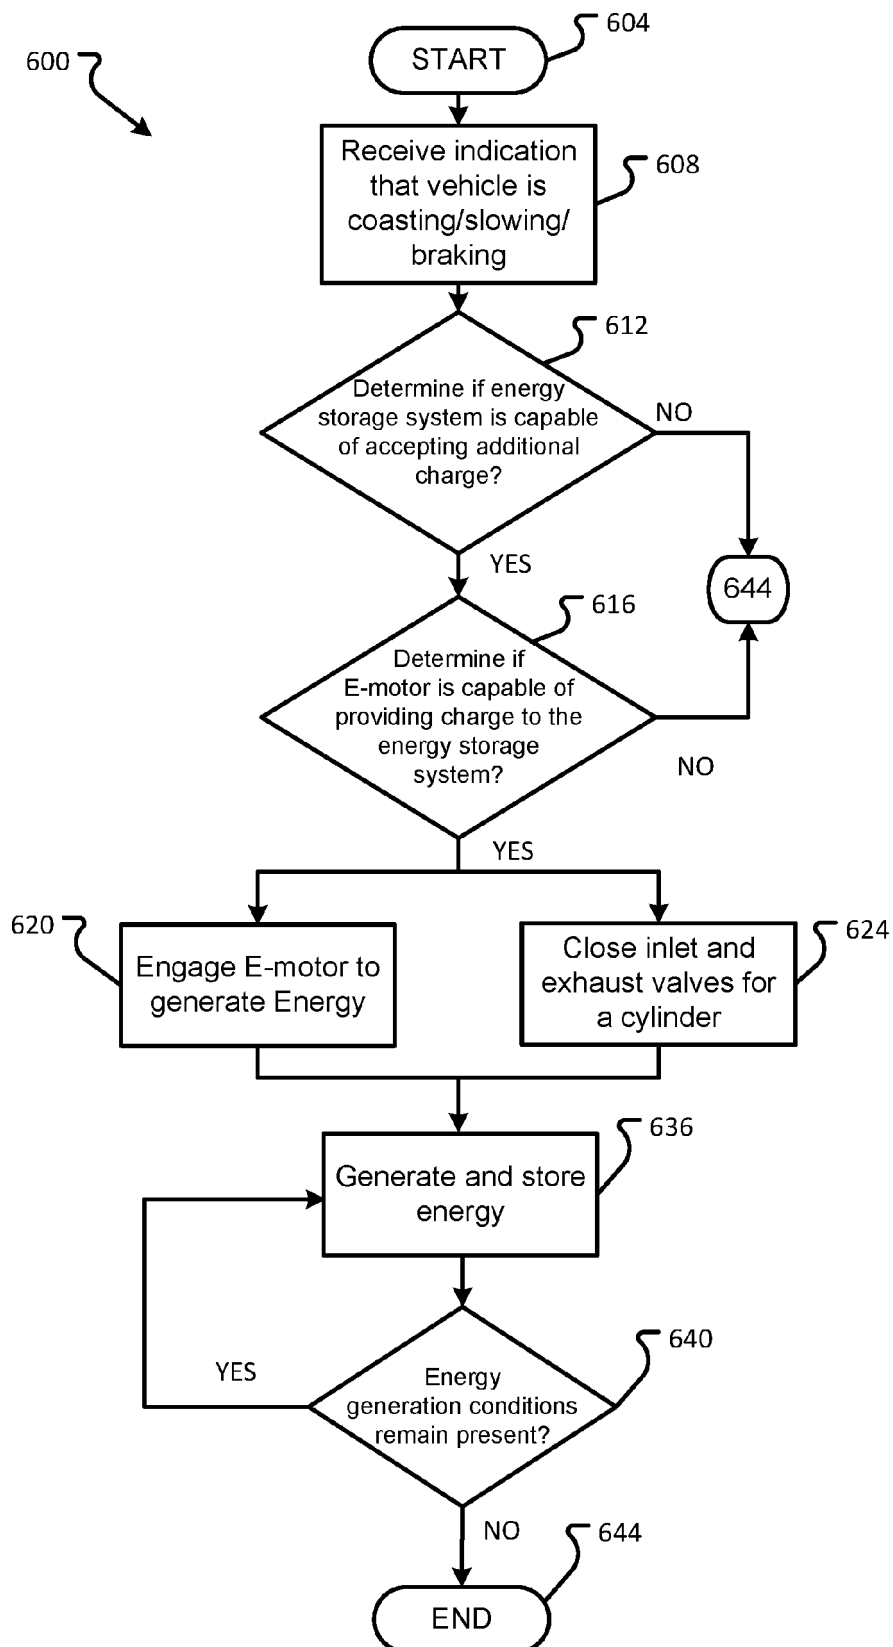 604
START
600
Receive indication
that vehicle is
coasting/slowing/
braking
608
612
Determine if energy
storage system is capable
of accepting additional
charge?
NO
YES
644
616
Determine if
E-motor is capable of
providing charge to the
energy storage
system?
NO
YES
620
Engage E-motor to
generate Energy
624
Close inlet and
exhaust valves for
a cylinder
636
Generate and store
energy
640
YES
Energy
generation conditions
remain present?
NO
644
END